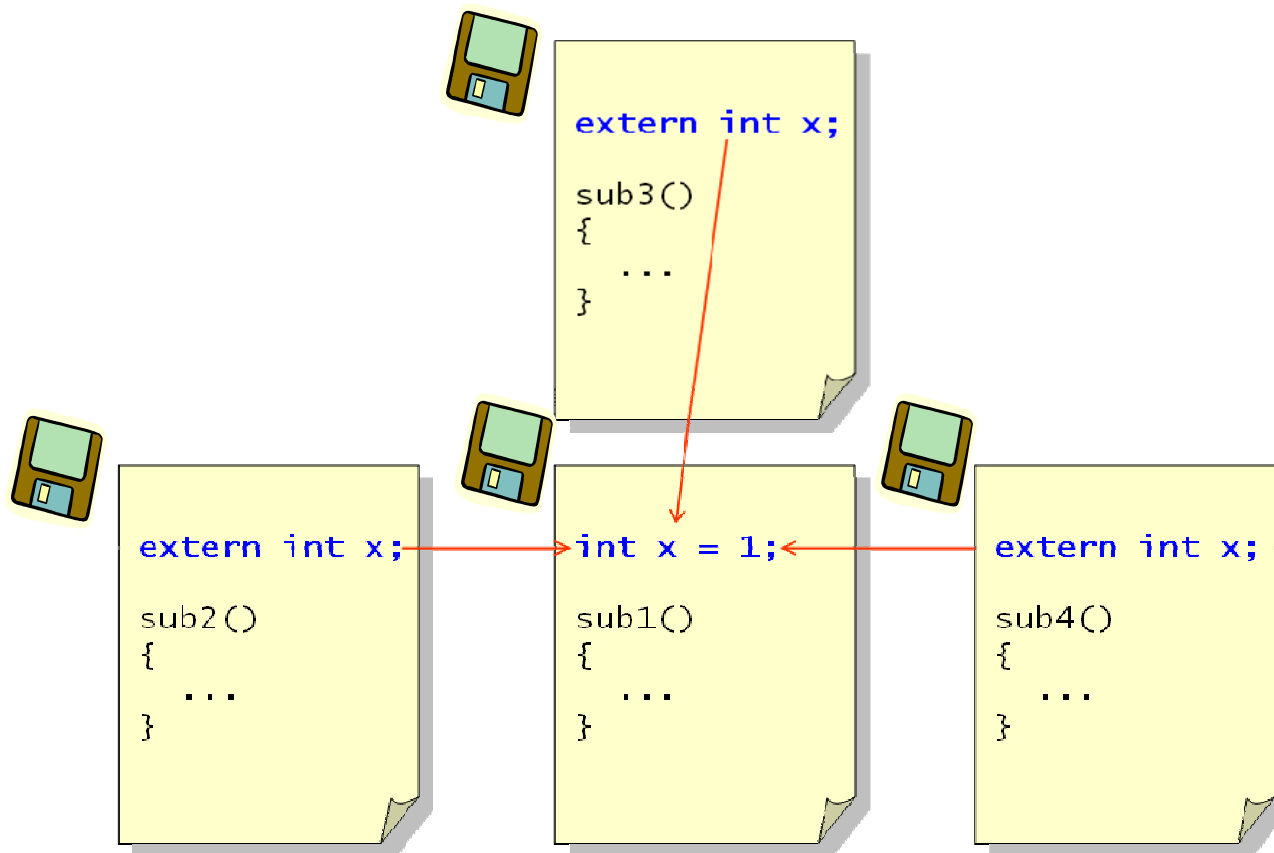 extern int x;
sub3()
{
...
}
extern int x;
sub2()
{
...
}
int x = 1;
sub1()
{
...
}
extern int x;
sub4()
{
...
}